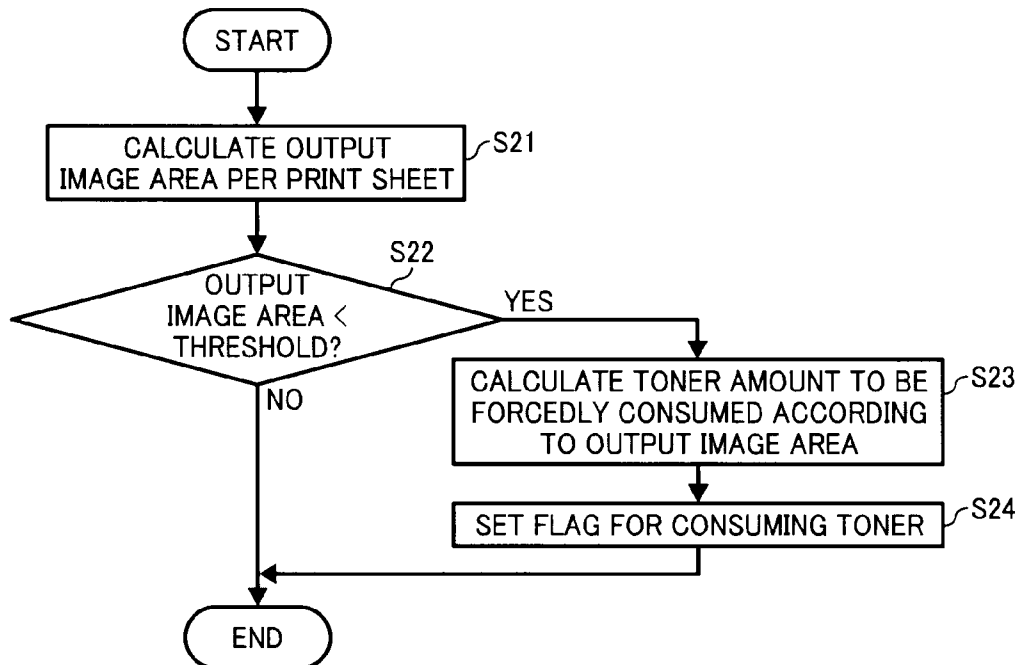 START
CALCULATE OUTPUT
IMAGE AREA PER PRINT SHEET
S21
S22
OUTPUT
IMAGE AREA <
THRESHOLD?
YES
NO
CALCULATE TONER AMOUNT TO BE
FORCEDLY CONSUMED ACCORDING
TO OUTPUT IMAGE AREA
S23
SET FLAG FOR CONSUMING TONER
S24
END